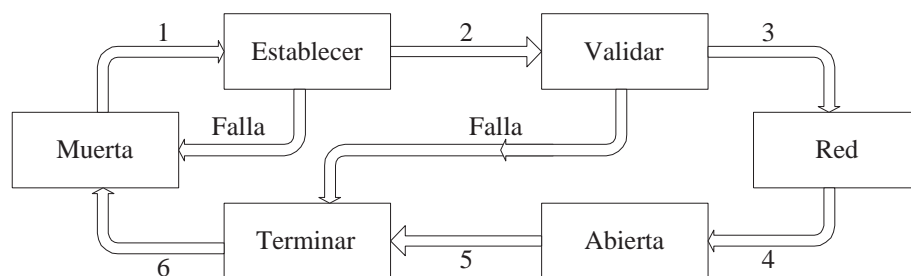 1
Establecer
2
Validar
3
Falla
Falla
Muerta
Red
Terminar
Abierta
6
5
4